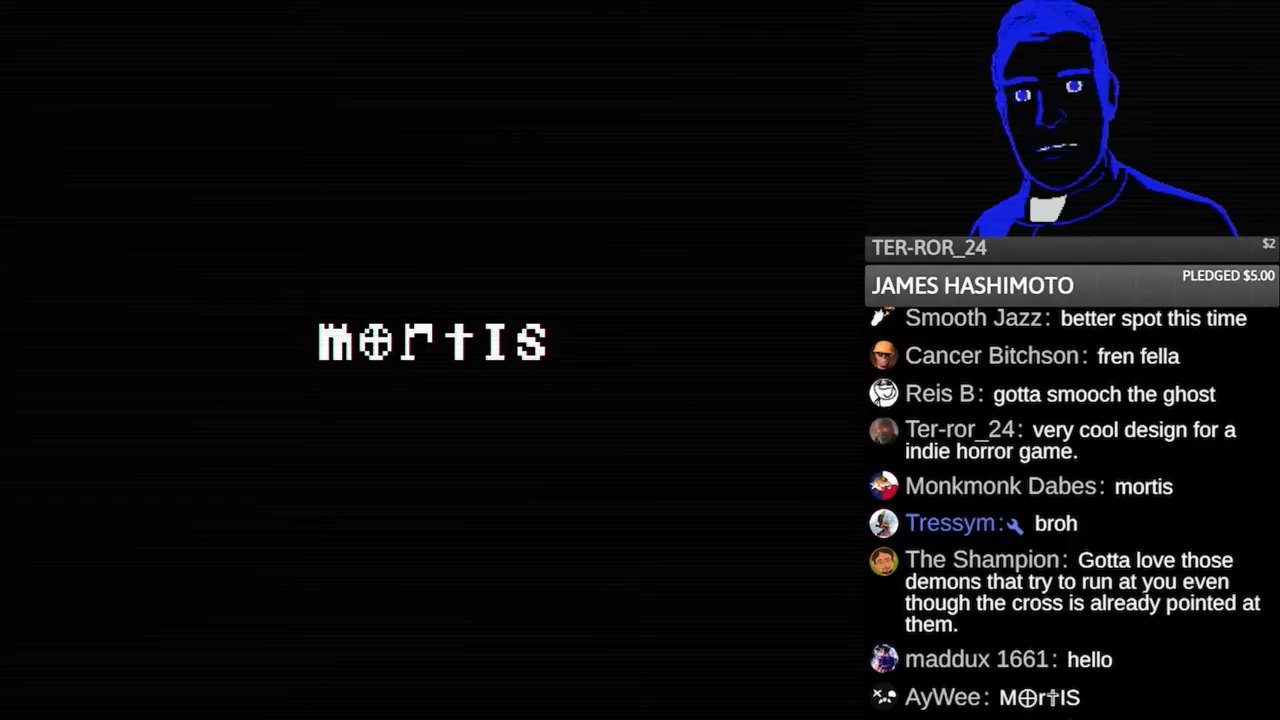 m⊕r✝IS
TER-ROR_24 $2
JAMES HASHIMOTO PLEDGED $5.00
Smooth Jazz: better spot this time
Cancer Bitchson: fren fella
Reis B: gotta smooch the ghost
Ter-ror_24: very cool design for a
indie horror game.
Monkmonk Dabes: mortis
Tressym: broh
The Shampion: Gotta love those
demons that try to run at you even
though the cross is already pointed at
them.
maddux 1661: hello
AyWee: M⊕r✝IS